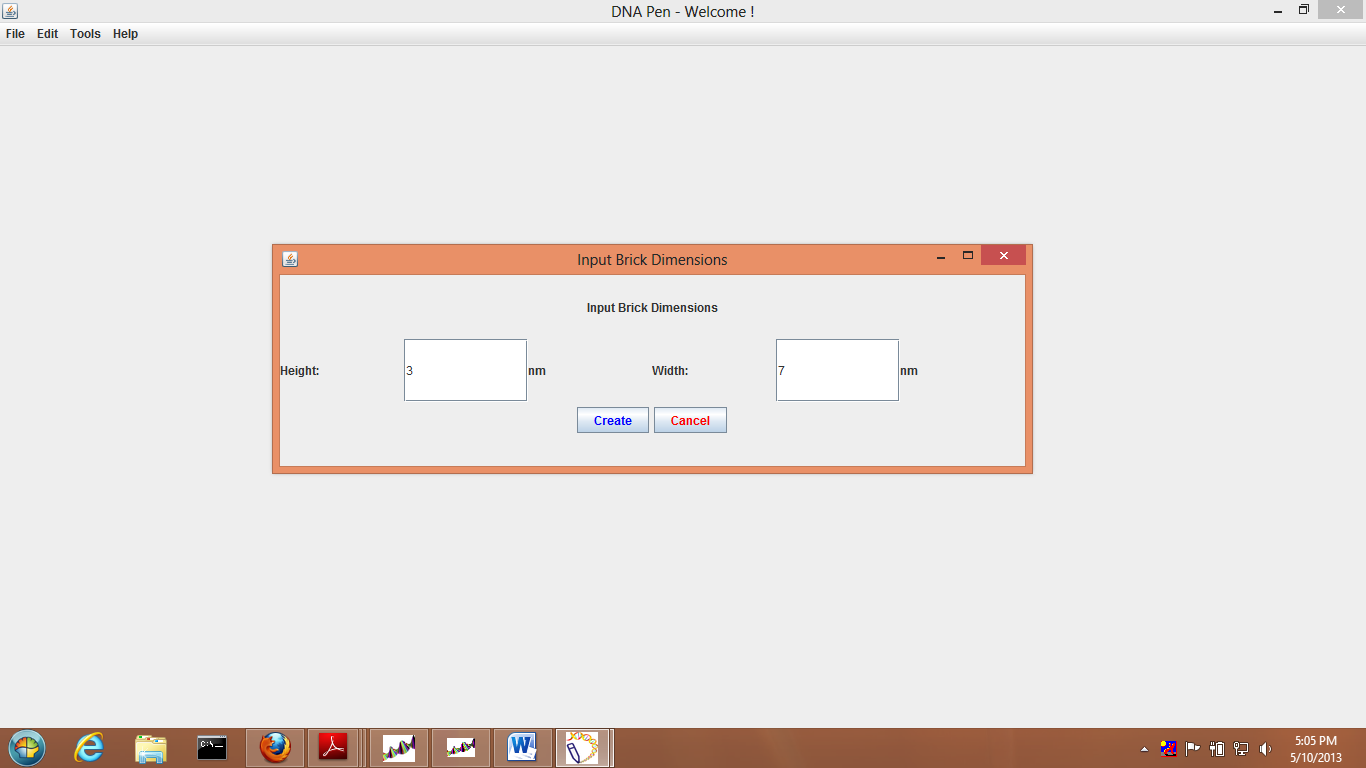 DNA Pen - Welcome !
File Edit Tools Help
Input Brick Dimensions
Input Brick Dimensions
Height: 3 nm Width: 7 nm
Create Cancel
C:\_
5:05 PM
5/10/2013